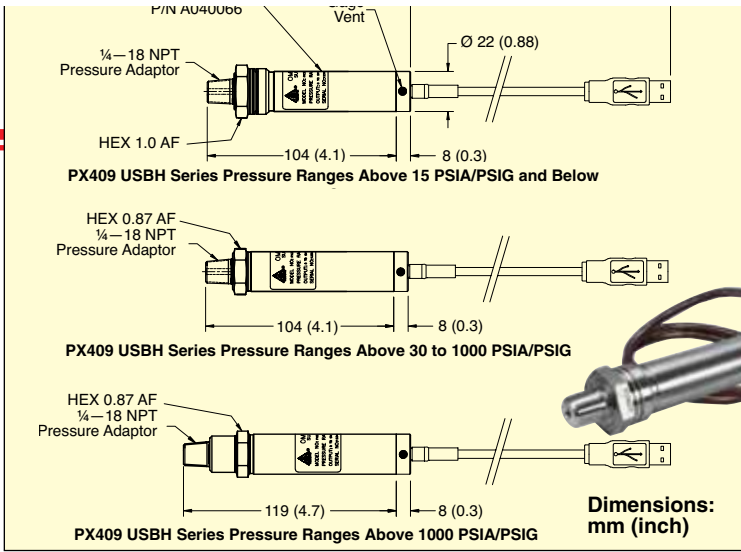 P/N A040066
Gage
Vent
Ø 22 (0.88)
¼—18 NPT
Pressure Adaptor
HEX 1.0 AF
104 (4.1)
8 (0.3)
PX409 USBH Series Pressure Ranges Above 15 PSIA/PSIG and Below
HEX 0.87 AF
¼—18 NPT
Pressure Adaptor
104 (4.1)
8 (0.3)
PX409 USBH Series Pressure Ranges Above 30 to 1000 PSIA/PSIG
HEX 0.87 AF
¼—18 NPT
Pressure Adaptor
119 (4.7)
8 (0.3)
PX409 USBH Series Pressure Ranges Above 1000 PSIA/PSIG
Dimensions:
mm (inch)